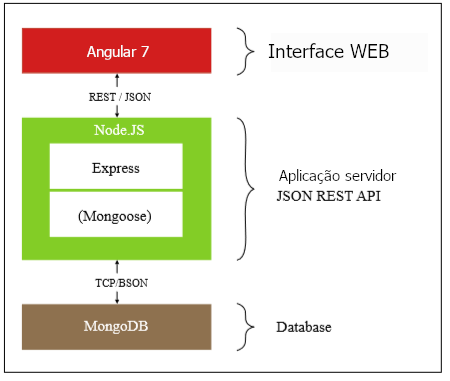 Angular 7
Interface WEB
REST / JSON
Node.JS
Express
(Mongoose)
Aplicação servidor
JSON REST API
TCP/BSON
MongoDB
Database